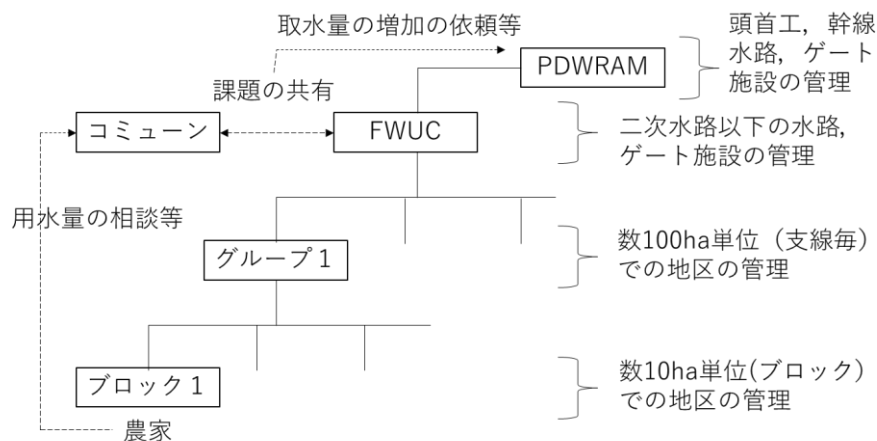 取水量の増加の依頼等
PDWRAM
頭首工，幹線
水路，ゲート
施設の管理
課題の共有
コミューン
FWUC
二次水路以下の水路，
ゲート施設の管理
用水量の相談等
グループ１
数100ha単位（支線毎）
での地区の管理
ブロック１
数10ha単位(ブロック）
での地区の管理
農家